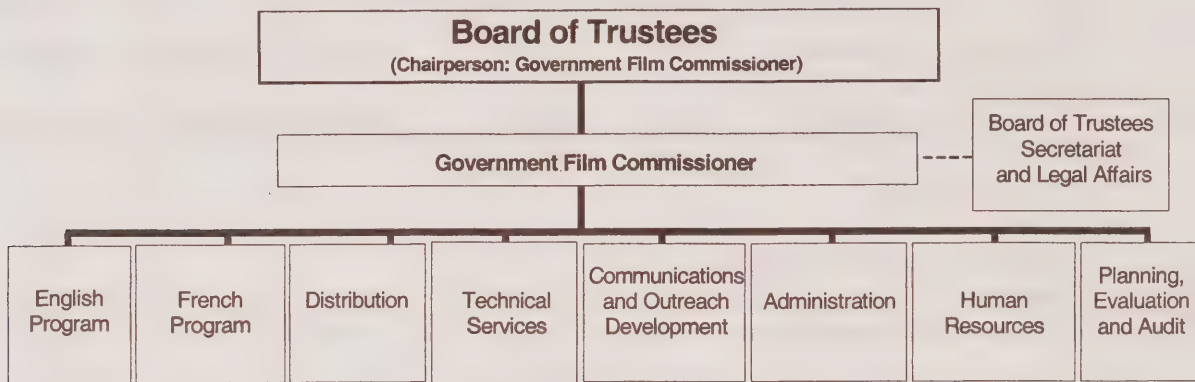 Board of Trustees
(Chairperson: Government Film Commissioner)
Government Film Commissioner
Board of Trustees
Secretariat
and Legal Affairs
English
Program
French
Program
Distribution
Technical
Services
Communications
and Outreach
Development
Administration
Human
Resources
Planning,
Evaluation
and Audit